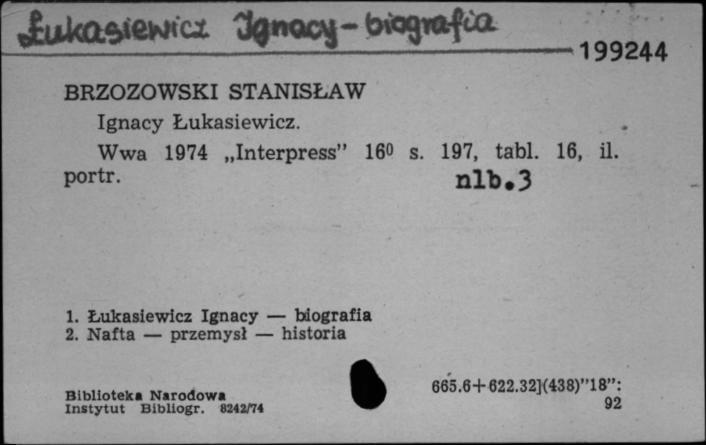 Łukasiewicz Ignacy - biografia
199244
BRZOZOWSKI STANISŁAW
Ignacy Łukasiewicz.
Wwa 1974 „Interpress” 16⁰ s. 197, tabl. 16, il.
portr.
nlb.3
1. Łukasiewicz Ignacy — biografia
2. Nafta — przemysł — historia
665.6+622.32](438)”18”:
92
Biblioteka Narodowa
Instytut Bibliogr. 8242/74